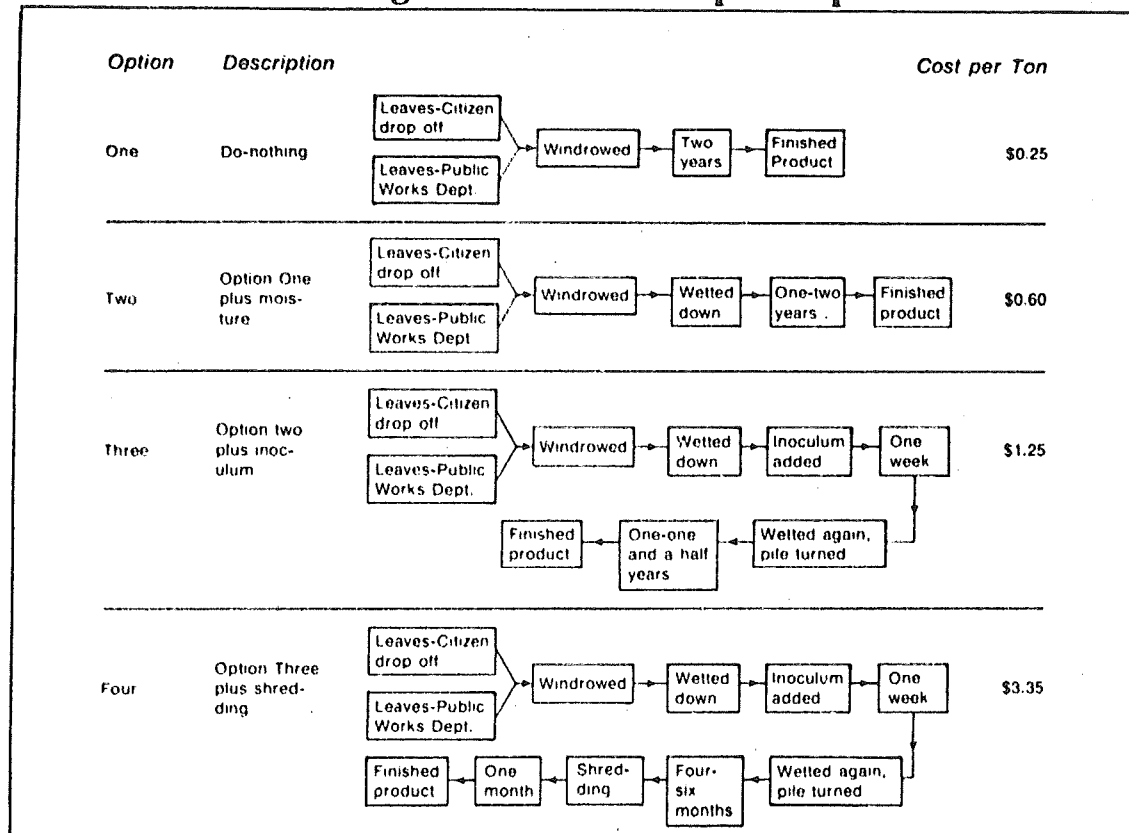 Option Description Cost per Ton
One
Do-nothing
Leaves-Citizen
drop off
Leaves-Public
Works Dept.
Windrowed
Two
years
Finished
Product
$0.25
Two
Option One
plus mois-
ture
Leaves-Citizen
drop off
Leaves-Public
Works Dept
Windrowed
Wetted
down
One-two
years .
Finished
product
$0.60
Three
Option two
plus inoc-
ulum
Leaves-Citizen
drop off
Leaves-Public
Works Dept.
Windrowed
Wetted
down
Inoculum
added
One
week
$1.25
Wetted again,
pile turned
One-one
and a half
years
Finished
product
Four
Option Three
plus shred-
ding
Leaves-Citizen
drop off
Leaves-Public
Works Dept.
Windrowed
Wetted
down
Inoculum
added
One
week
$3.35
Wetted again,
pile turned
Four-
six
months
Shred-
ding
One
month
Finished
product